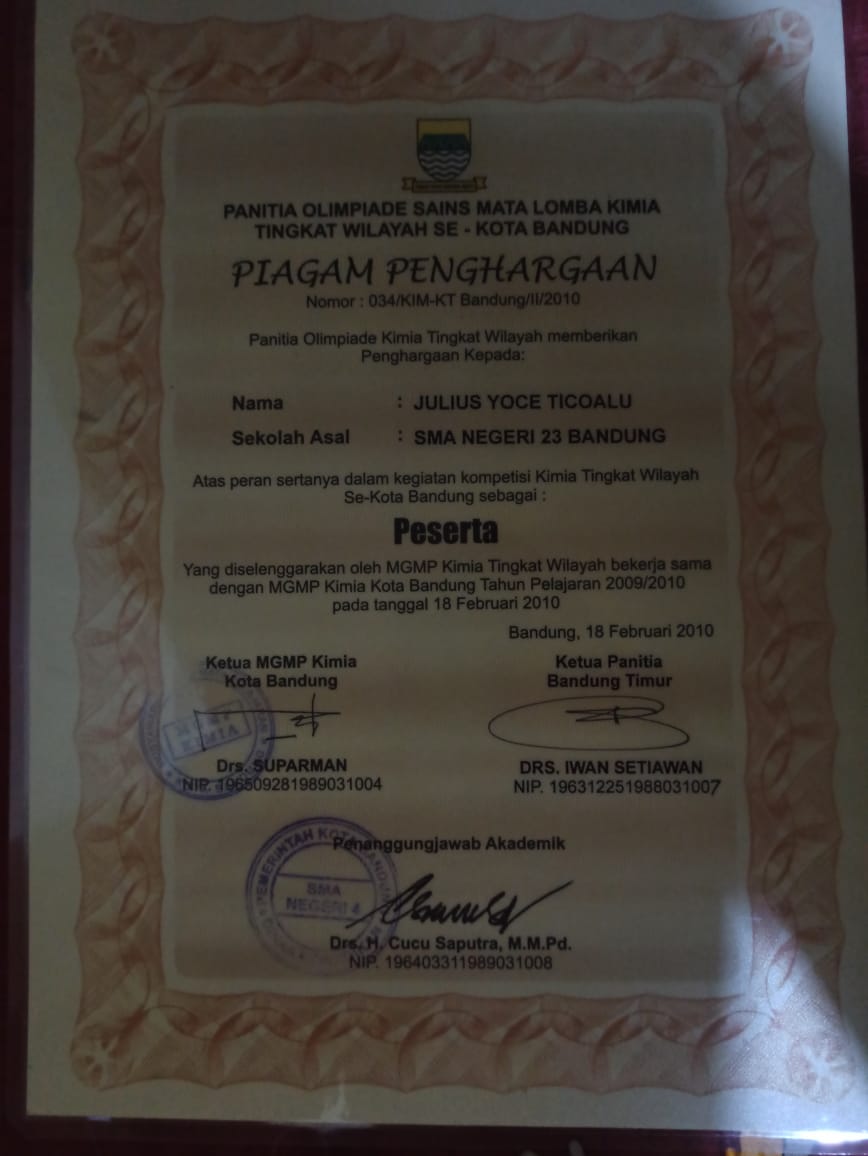 PANITIA OLIMPIADE SAINS MATA LOMBA KIMIA
TINGKAT WILAYAH SE - KOTA BANDUNG
PIAGAM PENGHARGAAN
Nomor : 034/KIM-KT Bandung/II/2010
Panitia Olimpiade Kimia Tingkat Wilayah memberikan
Penghargaan Kepada:
Nama : JULIUS YOCE TICOALU
Sekolah Asal : SMA NEGERI 23 BANDUNG
Atas peran sertanya dalam kegiatan kompetisi Kimia Tingkat Wilayah
Se-Kota Bandung sebagai :
Peserta
Yang diselenggarakan oleh MGMP Kimia Tingkat Wilayah bekerja sama
dengan MGMP Kimia Kota Bandung Tahun Pelajaran 2009/2010
pada tanggal 18 Februari 2010
Bandung, 18 Februari 2010
Ketua MGMP Kimia
Kota Bandung
Ketua Panitia
Bandung Timur
MGMP
KIMIA
Drs. SUPARMAN
NIP. 196509281989031004
DRS. IWAN SETIAWAN
NIP. 196312251988031007
Penanggungjawab Akademik
PEMERINTAH KOTA BANDUNG
SMA
NEGERI 4
Drs. H. Cucu Saputra, M.M.Pd.
NIP. 196403311989031008